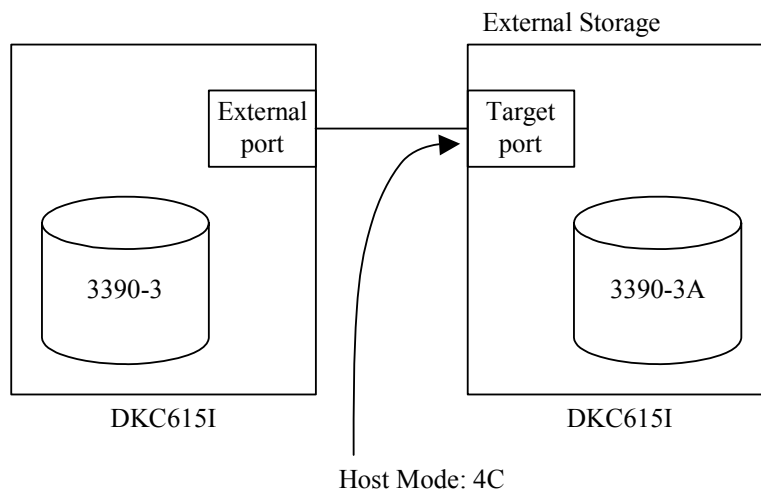 External Storage
External
port
Target
port
3390-3
3390-3A
DKC615I
DKC615I
Host Mode: 4C